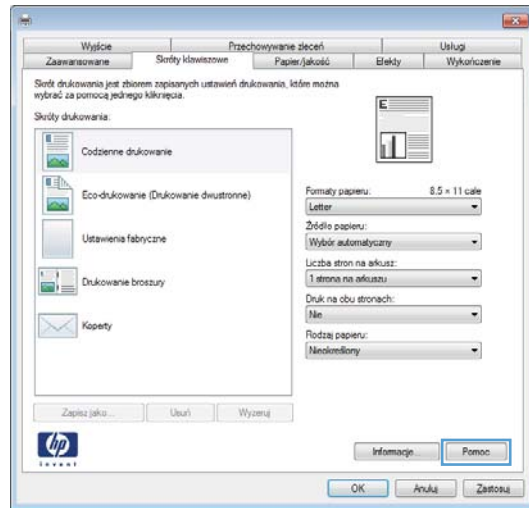 Wyjście Przechowywanie zleceń Usługi
Zaawansowane Skróty klawiszowe Papier/jakość Efekty Wykończenie
Skrót drukowania jest zbiorem zapisanych ustawień drukowania, które można
wybrać za pomocą jednego kliknięcia.
Skróty drukowania:
E
Codzienne drukowanie
Eco-drukowanie (Drukowanie dwustronne)
Ustawienia fabryczne
Drukowanie broszury
Koperty
Formaty papieru: 8.5 × 11 cale
Letter
Źródło papieru:
Wybór automatyczny
Liczba stron na arkusz:
1 strona na arkuszu
Druk na obu stronach:
Nie
Rodzaj papieru:
Nieokreślony
Zapisz jako... Usuń Wyzeruj
hp
invent
Informacje... Pomoc
OK Anuluj Zastosuj